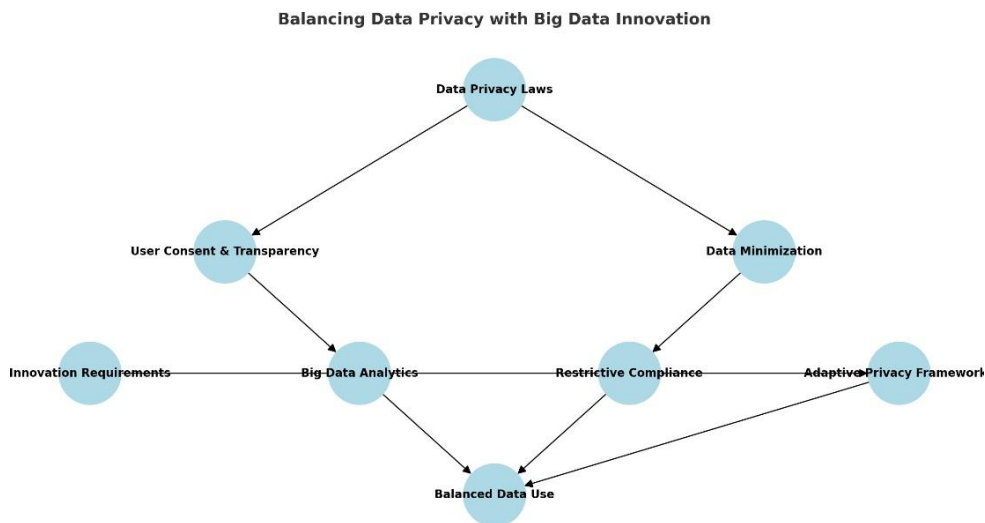 Balancing Data Privacy with Big Data Innovation
Data Privacy Laws
User Consent & Transparency
Data Minimization
Innovation Requirements
Big Data Analytics
Restrictive Compliance
Adaptive Privacy Framework
Balanced Data Use